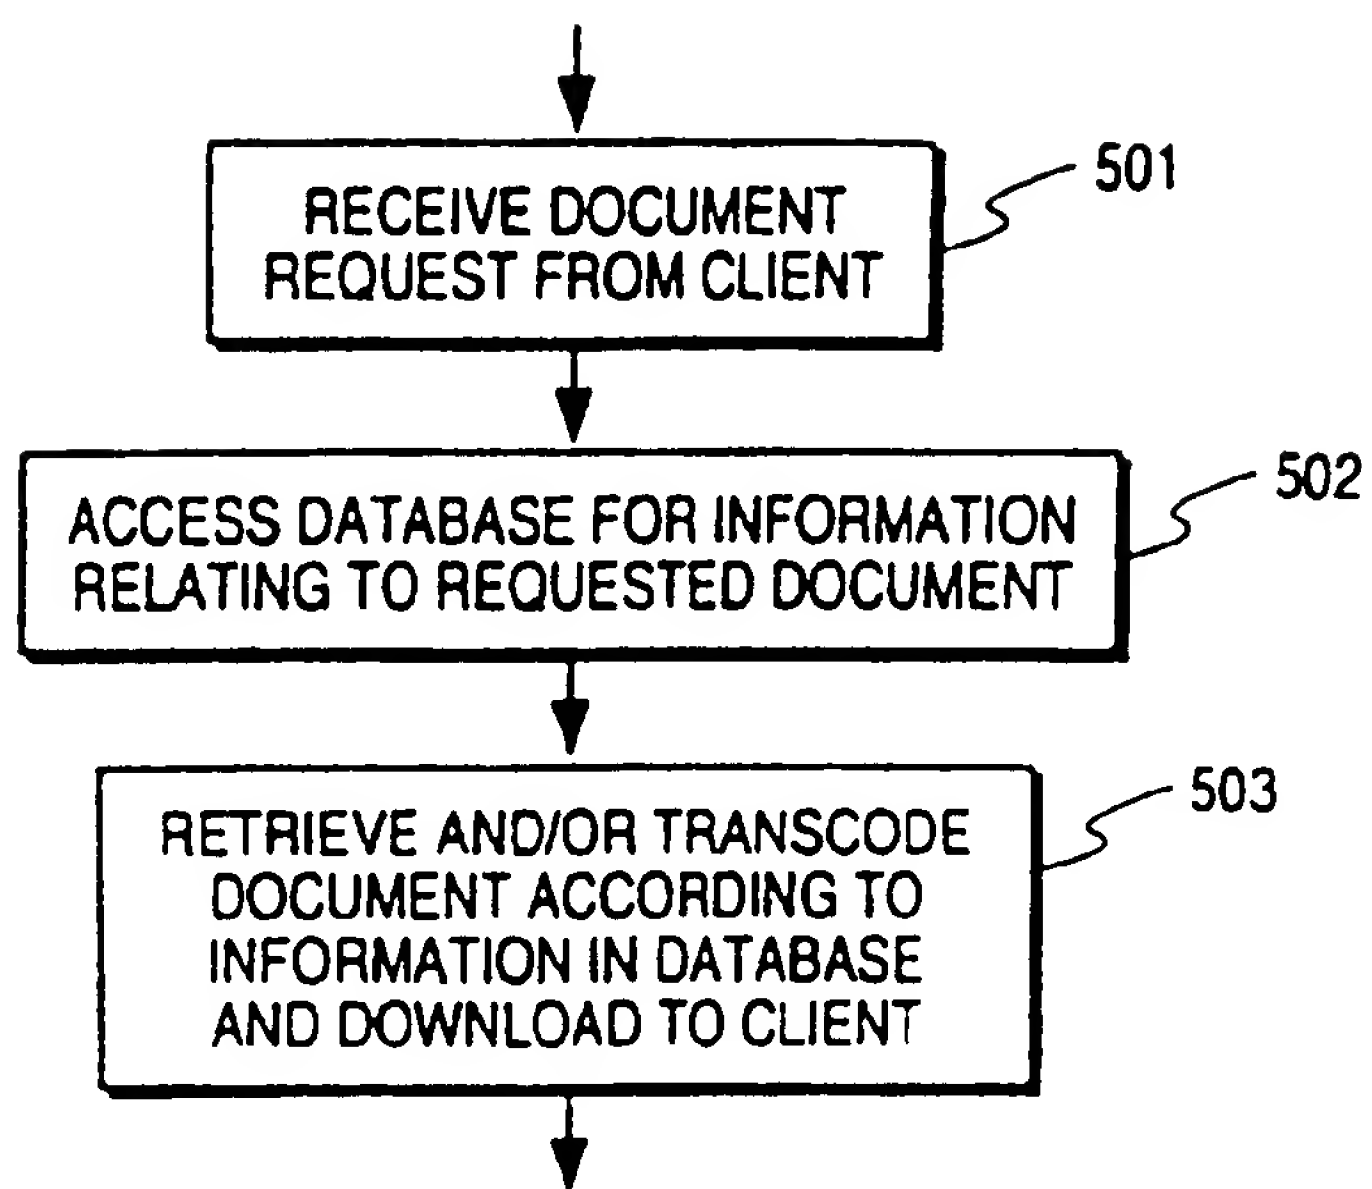 RECEIVE DOCUMENT
REQUEST FROM CLIENT
501
ACCESS DATABASE FOR INFORMATION
RELATING TO REQUESTED DOCUMENT
502
RETRIEVE AND/OR TRANSCODE
DOCUMENT ACCORDING TO
INFORMATION IN DATABASE
AND DOWNLOAD TO CLIENT
503